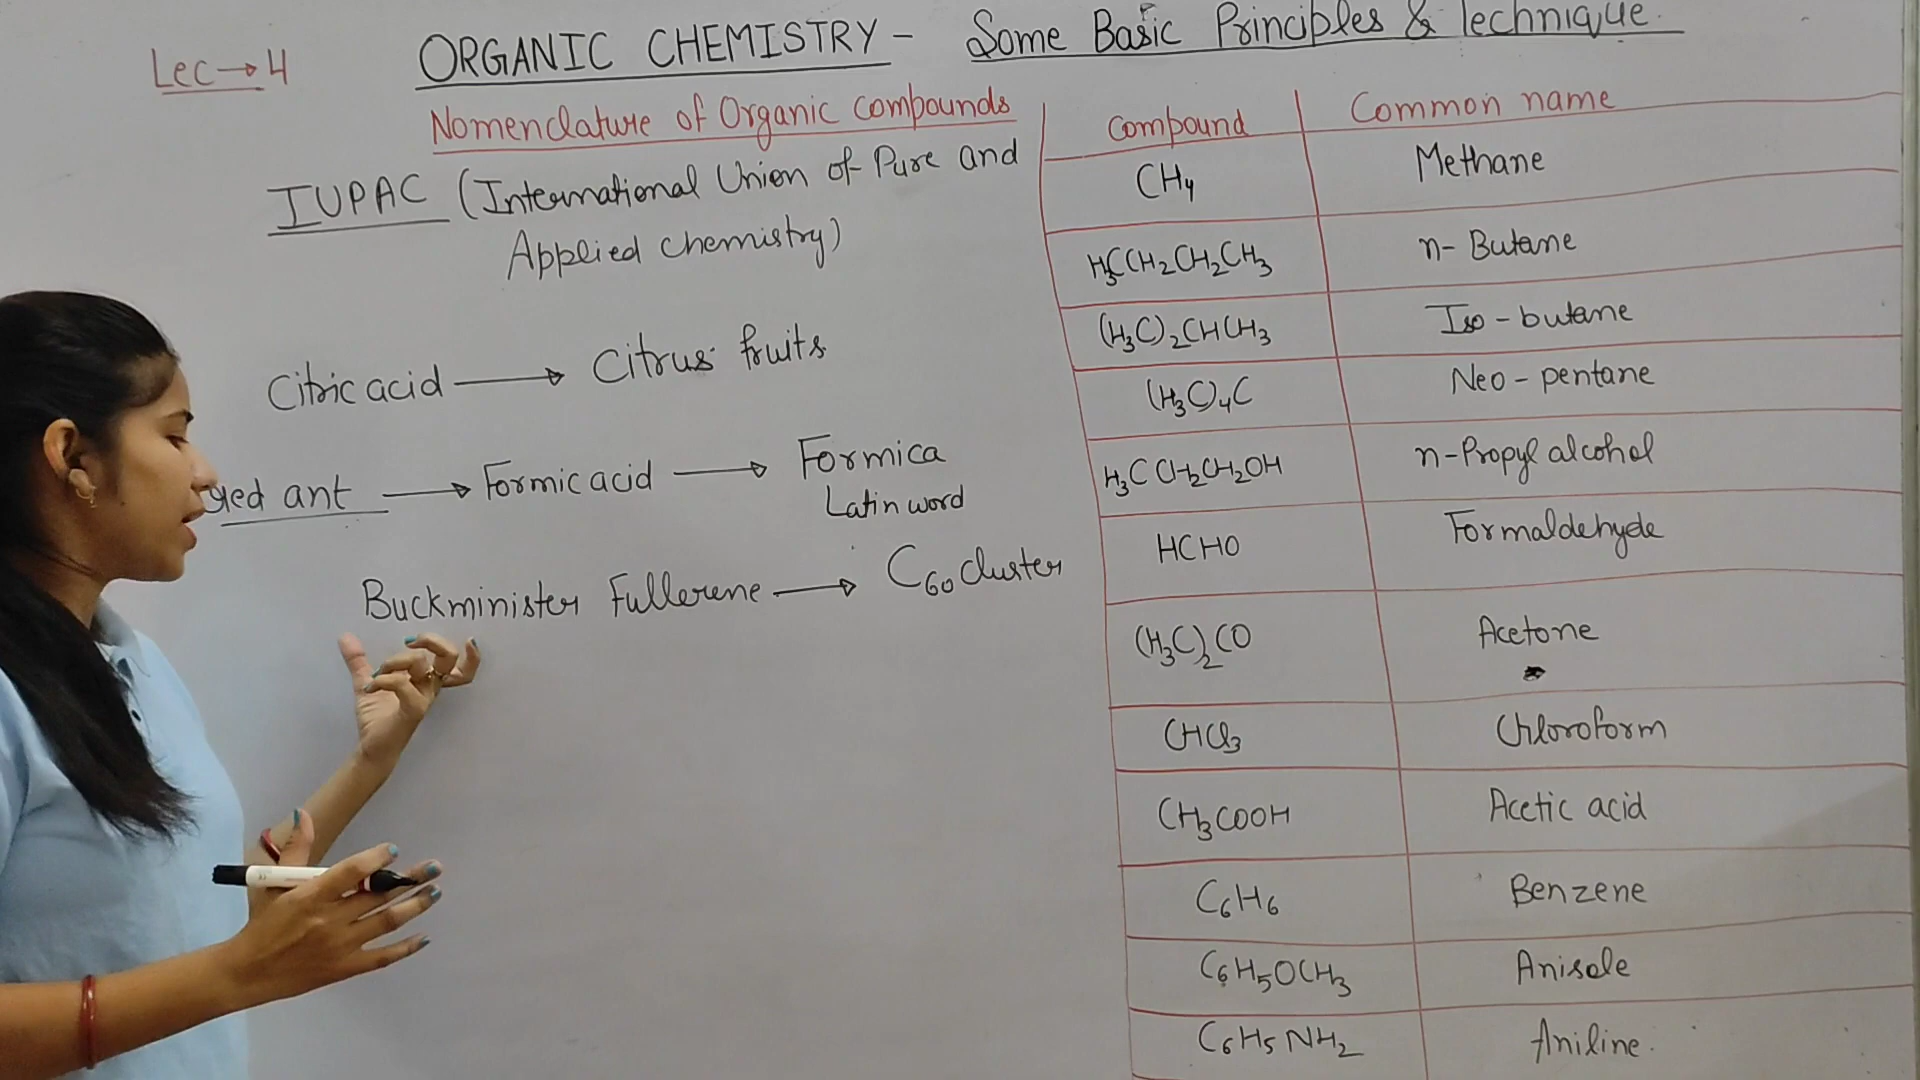 Lec→4
ORGANIC CHEMISTRY - Some Basic Principles & Technique.
Nomenclature of Organic compounds
IUPAC (International Union of Pure and
Applied chemistry)
Citric acid → Citrus fruits
red ant → Formic acid → Formica
Latin word
Buckminister Fullerene → C60 cluster
Compound Common name
CH4 Methane
H3CCH2CH2CH3 n-Butane
(H3C)2CHCH3 Iso-butane
(H3C)4C Neo-pentane
H3CCH2CH2OH n-Propyl alcohol
HCHO Formaldehyde
(H3C)2CO Acetone
CHCl3 Chloroform
CH3COOH Acetic acid
C6H6 Benzene
C6H5OCH3 Anisole
C6H5NH2 Aniline.